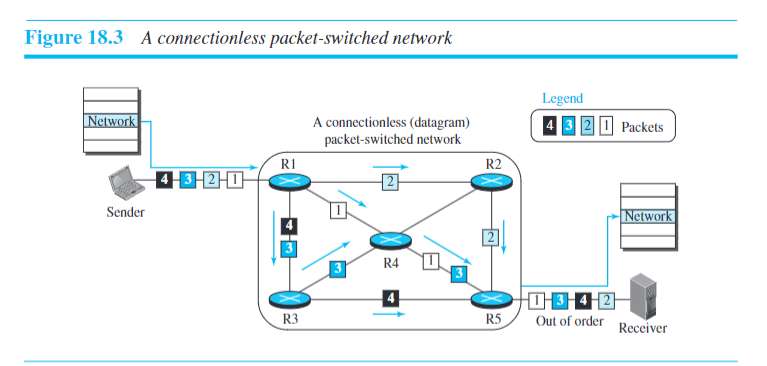 Figure 18.3 A connectionless packet-switched network
Legend
4 3 2 1 Packets
Network
A connectionless (datagram)
packet-switched network
R1
R2
2
4 3 2 1
Sender
1
4
3
Network
2
R4
3
1
3
4
1 3 4 2
R3
R5
Out of order
Receiver